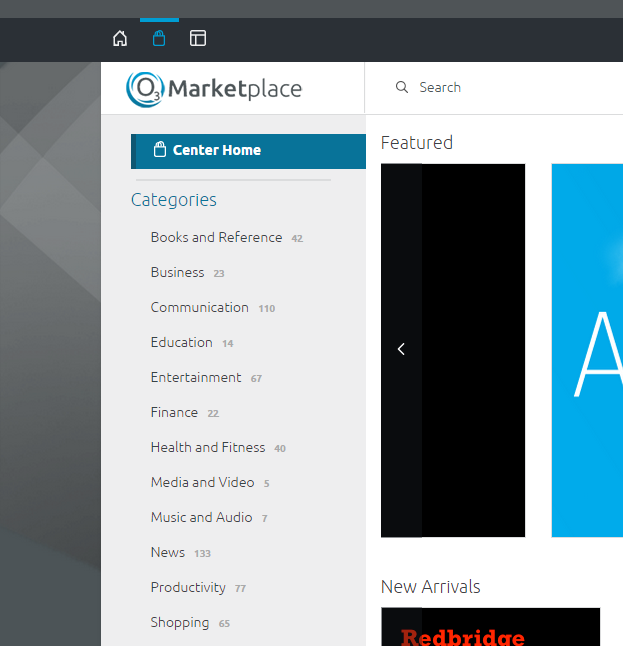 O3 Marketplace
Search
Center Home
Categories
Books and Reference 42
Business 23
Communication 110
Education 14
Entertainment 67
Finance 22
Health and Fitness 40
Media and Video 5
Music and Audio 7
News 133
Productivity 77
Shopping 65
Featured
A
New Arrivals
Redbridge